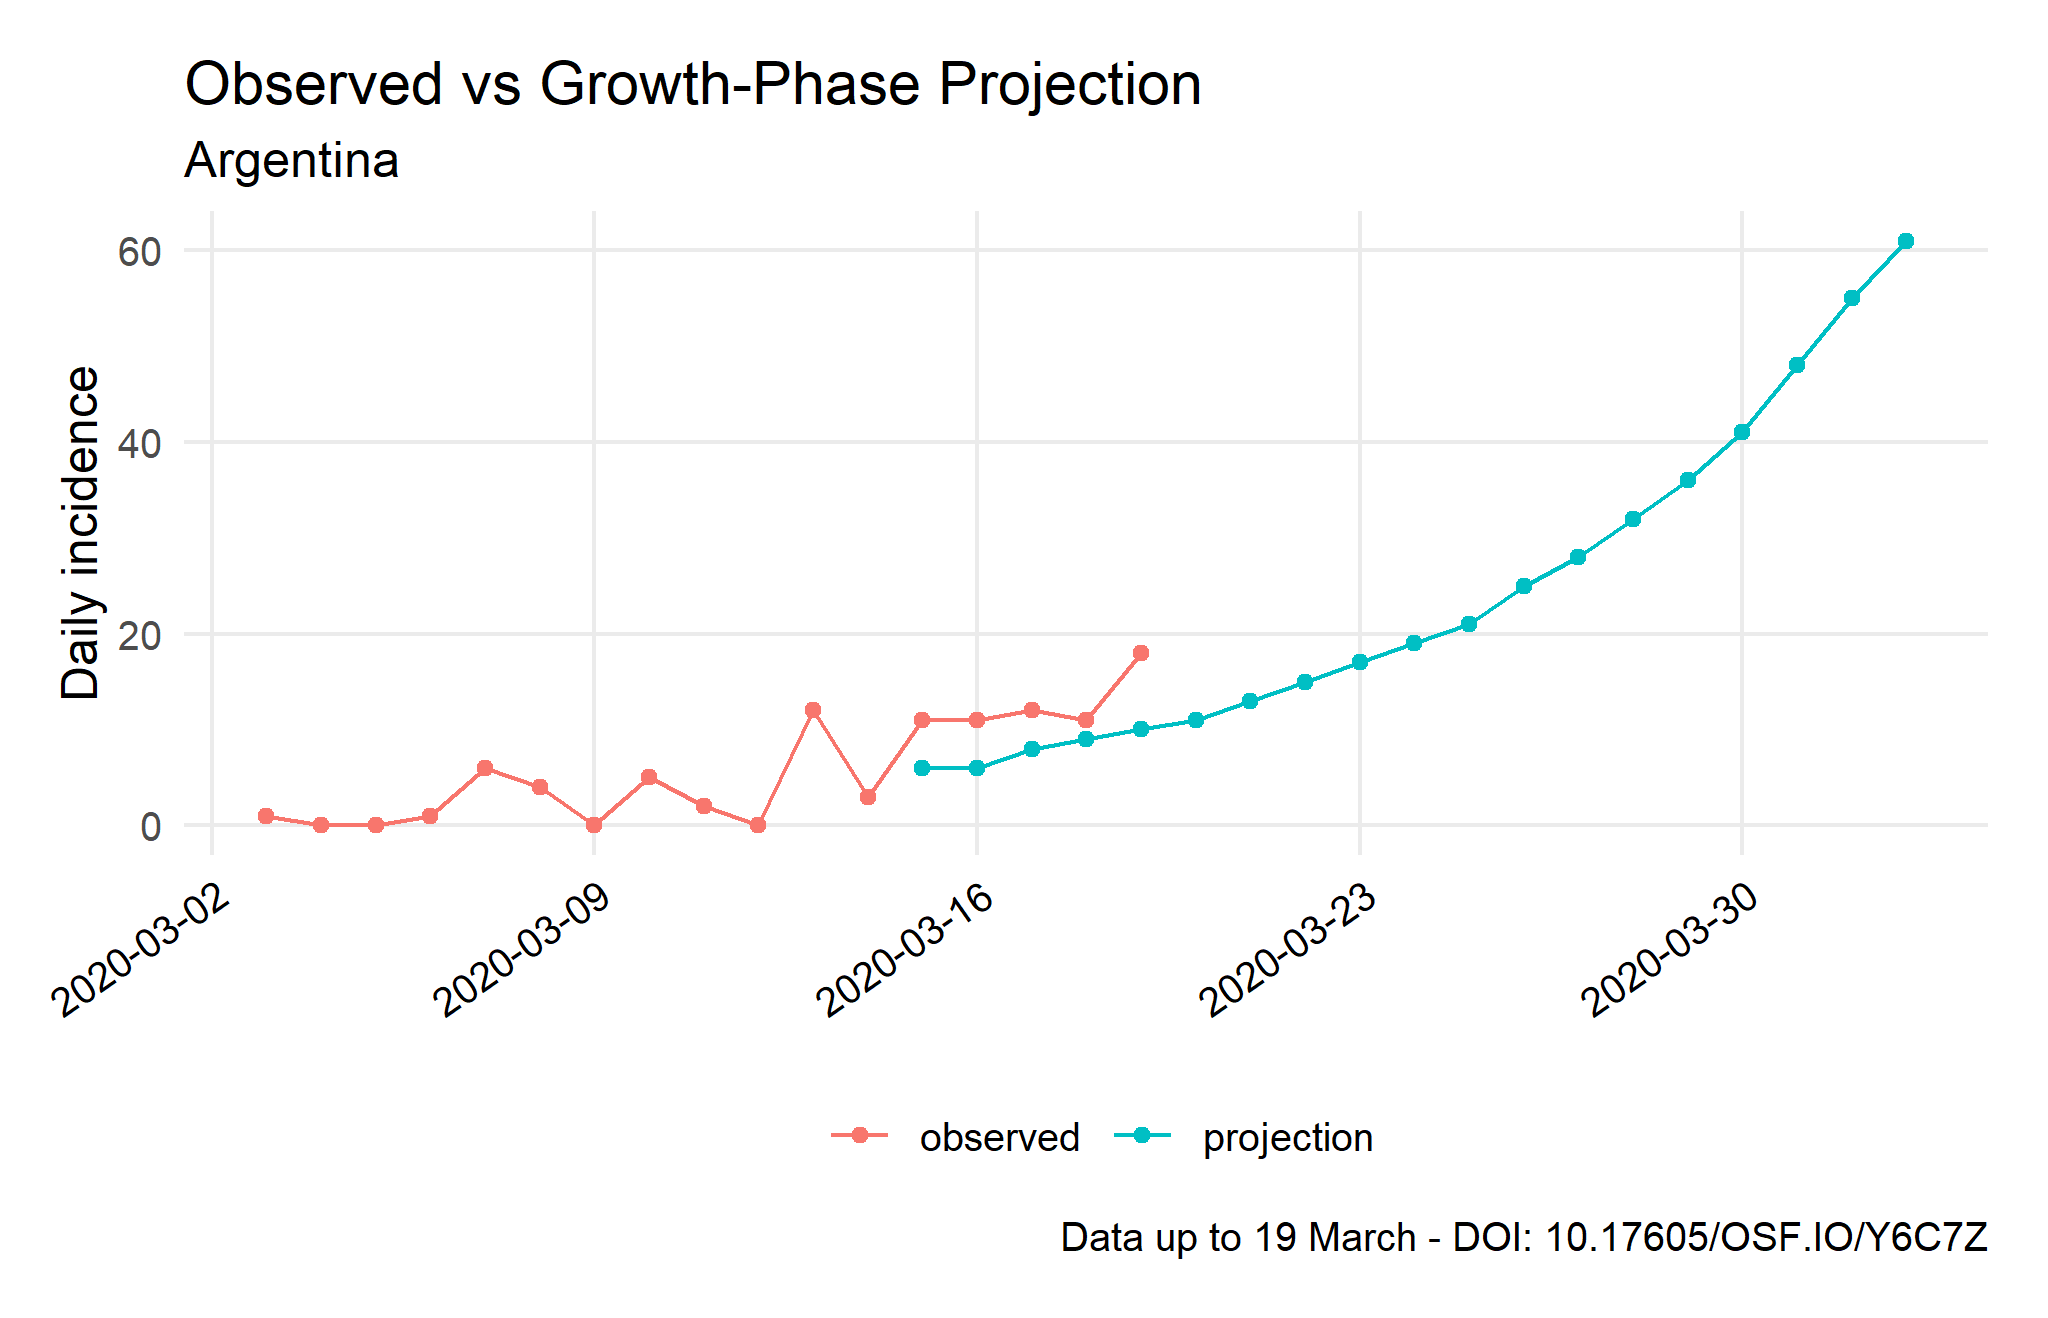 Observed vs Growth-Phase Projection
Argentina
Daily incidence
60
40
20
0
2020-03-02
2020-03-09
2020-03-16
2020-03-23
2020-03-30
observed
projection
Data up to 19 March - DOI: 10.17605/OSF.IO/Y6C7Z